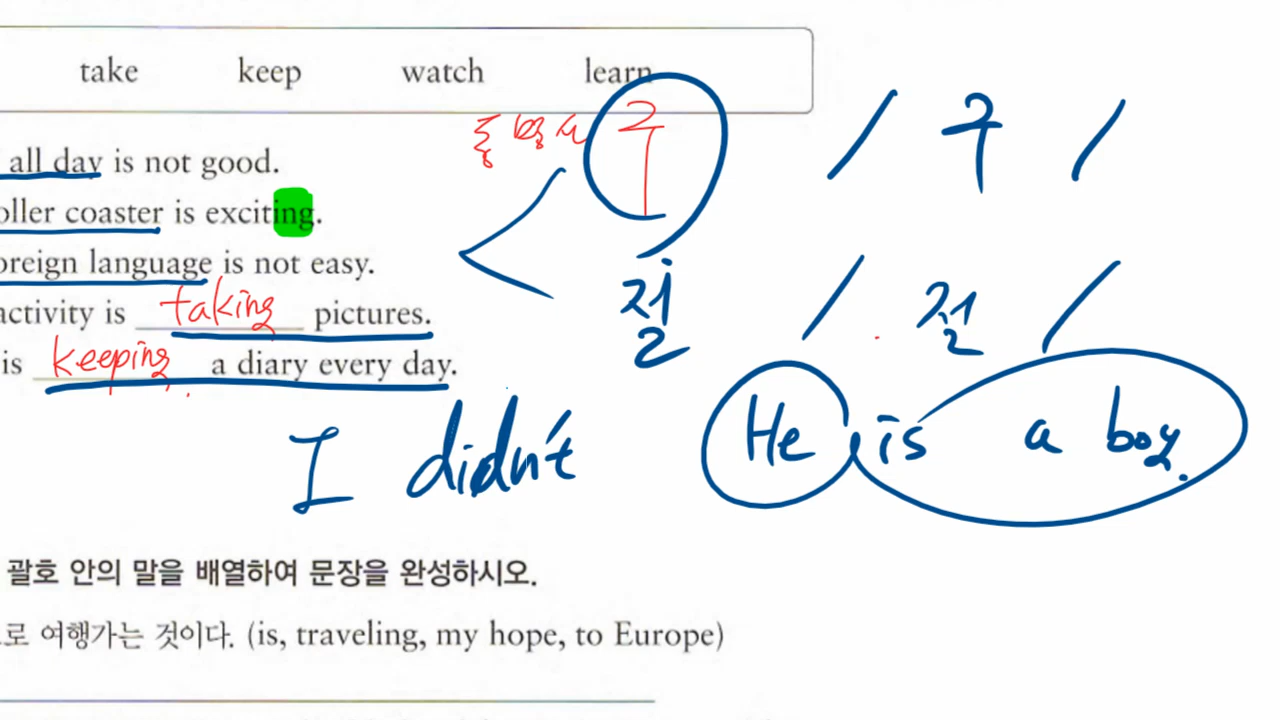 take keep watch learn
동명사 구 / 구 /
all day is not good.
oller coaster is exciting.
oreign language is not easy.
절 / 절 /
activity is taking pictures.
is keeping a diary every day.
I didn't
He is a boy.
괄호 안의 말을 배열하여 문장을 완성하시오.
로 여행가는 것이다. (is, traveling, my hope, to Europe)